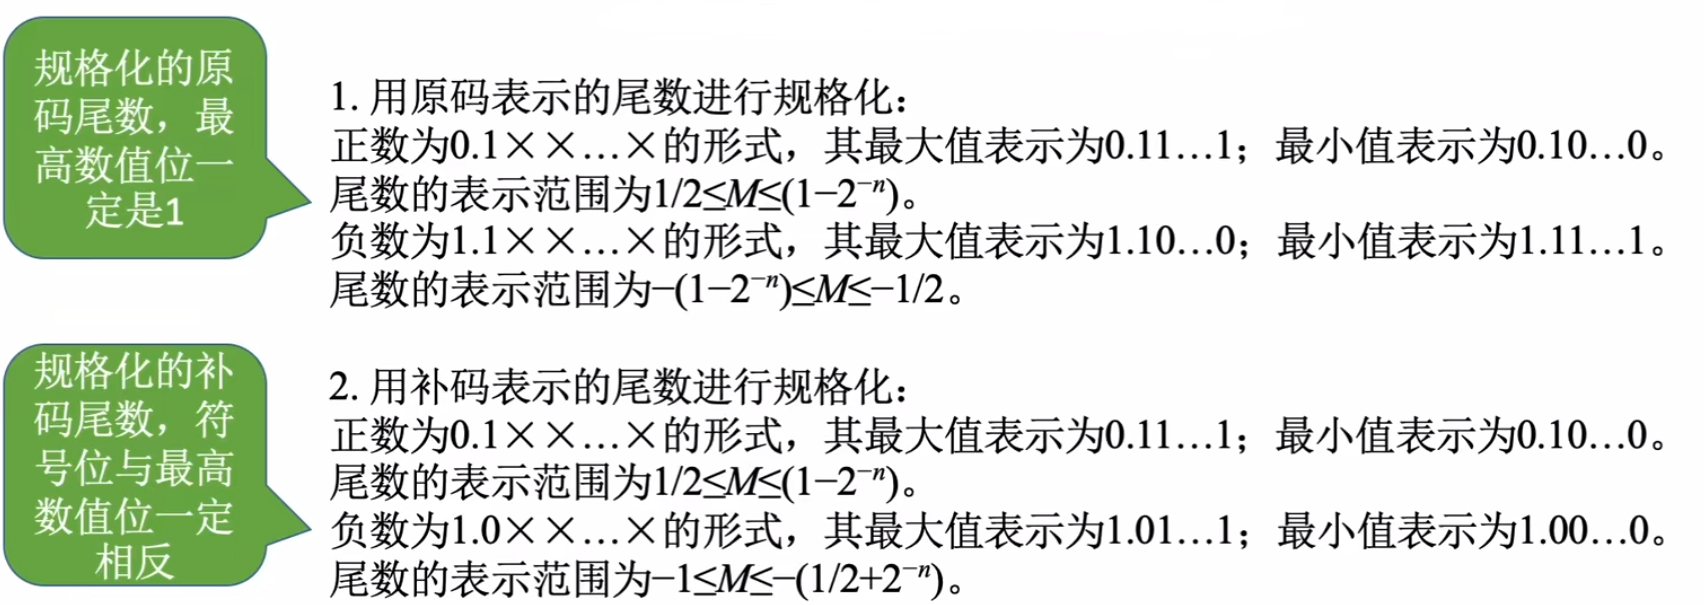 规格化的原
码尾数，最
高数值位一
定是1
1. 用原码表示的尾数进行规格化：
正数为0.1××…×的形式，其最大值表示为0.11…1；最小值表示为0.10…0。
尾数的表示范围为1/2≤M≤(1−2⁻ⁿ)。
负数为1.1××…×的形式，其最大值表示为1.10…0；最小值表示为1.11…1。
尾数的表示范围为−(1−2⁻ⁿ)≤M≤−1/2。
规格化的补
码尾数，符
号位与最高
数值位一定
相反
2. 用补码表示的尾数进行规格化：
正数为0.1××…×的形式，其最大值表示为0.11…1；最小值表示为0.10…0。
尾数的表示范围为1/2≤M≤(1−2⁻ⁿ)。
负数为1.0××…×的形式，其最大值表示为1.01…1；最小值表示为1.00…0。
尾数的表示范围为−1≤M≤−(1/2+2⁻ⁿ)。